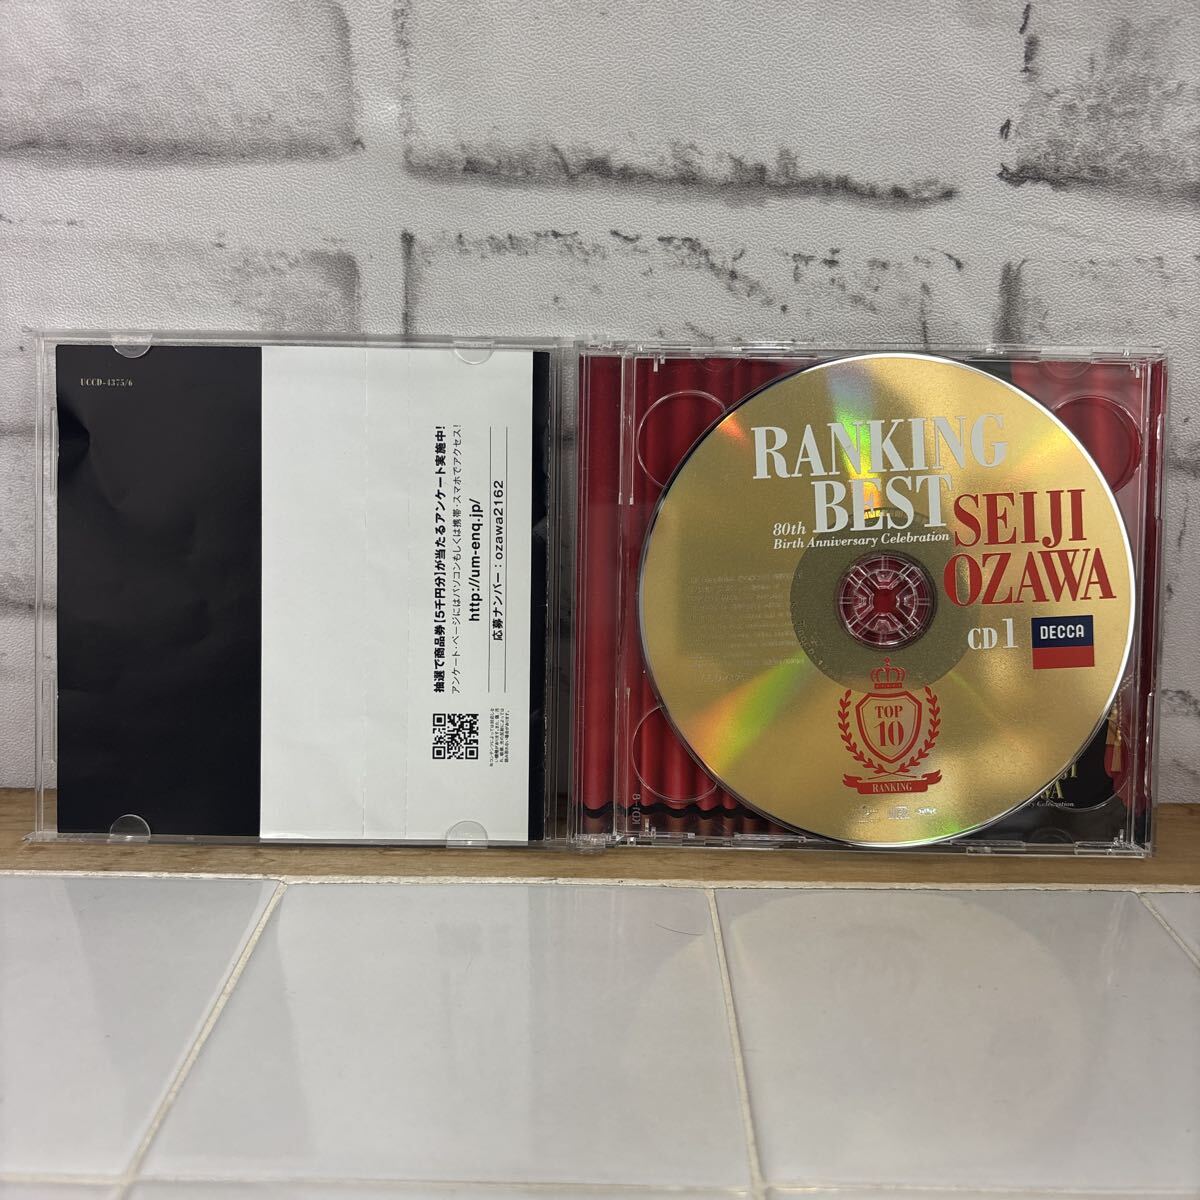 UCCD-4375/6
抽選で商品券【5千円分】が当たるアンケート実施中!
アンケート・ページにはパソコンもしくは携帯・スマホでアクセス!
http://um-enq.jp/
応募ナンバー:ozawa2162
RANKING
BEST
80th
Birth Anniversary Celebration
SEIJI
OZAWA
CD 1
DECCA
TOP
10
RANKING